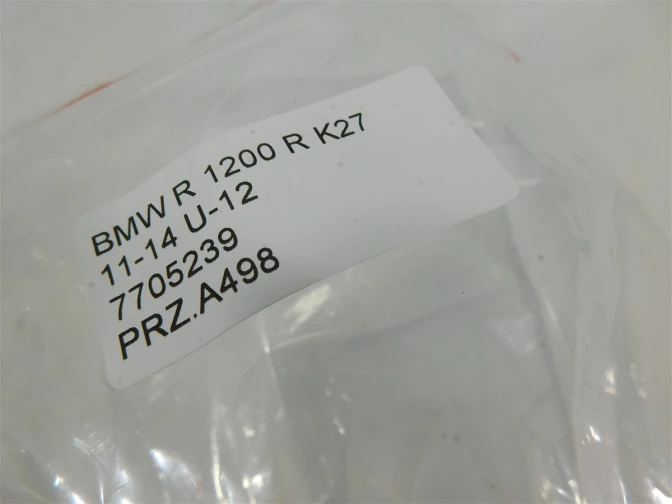 BMW R 1200 R K27
11-14 U-12
7705239
PRZ.A498